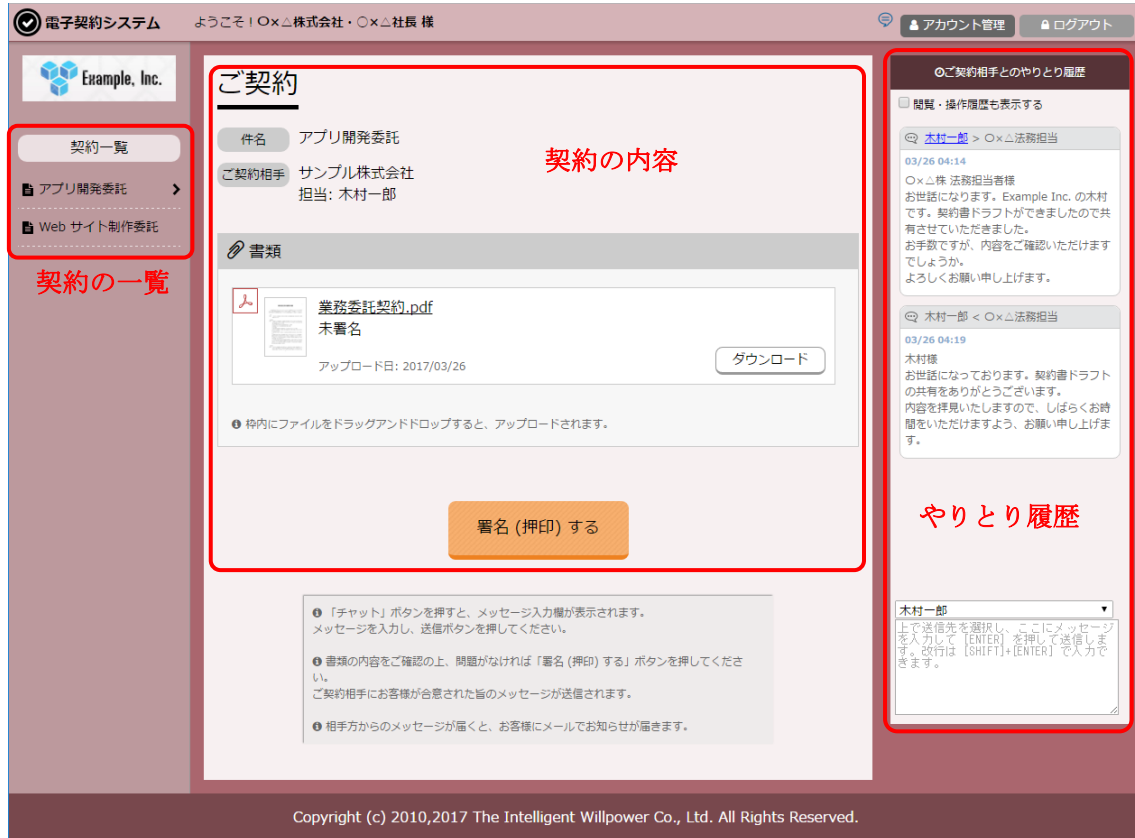 電子契約システム
ようこそ!〇×△株式会社・〇×△社長 様
アカウント管理
ログアウト
Example, Inc.
契約一覧
アプリ開発委託
Web サイト制作委託
契約の一覧
ご契約
件名 アプリ開発委託
ご契約相手 サンプル株式会社
担当: 木村一郎
契約の内容
書類
業務委託契約.pdf
未署名
アップロード日: 2017/03/26
ダウンロード
枠内にファイルをドラッグアンドドロップすると、アップロードされます。
署名 (押印) する
「チャット」ボタンを押すと、メッセージ入力欄が表示されます。
メッセージを入力し、送信ボタンを押してください。
書類の内容をご確認の上、問題がなければ「署名 (押印) する」ボタンを押してくださ
い。
ご契約相手にお客様が合意された旨のメッセージが送信されます。
相手方からのメッセージが届くと、お客様にメールでお知らせが届きます。
ご契約相手とのやりとり履歴
閲覧・操作履歴も表示する
木村一郎 > 〇×△法務担当
03/26 04:14
〇×△株 法務担当者様
お世話になります。Example Inc. の木村
です。契約書ドラフトができましたので共
有させていただきました。
お手数ですが、内容をご確認いただけます
でしょうか。
よろしくお願い申し上げます。
木村一郎 < 〇×△法務担当
03/26 04:19
木村様
お世話になっております。契約書ドラフト
の共有をありがとうございます。
内容を拝見いたしますので、しばらくお時
間をいただけますよう、お願い申し上げま
す。
やりとり履歴
木村一郎
上で送信先を選択し、ここにメッセージ
を入力して [ENTER] を押して送信しま
す。改行は [SHIFT]+[ENTER] で入力で
きます。
Copyright (c) 2010,2017 The Intelligent Willpower Co., Ltd. All Rights Reserved.